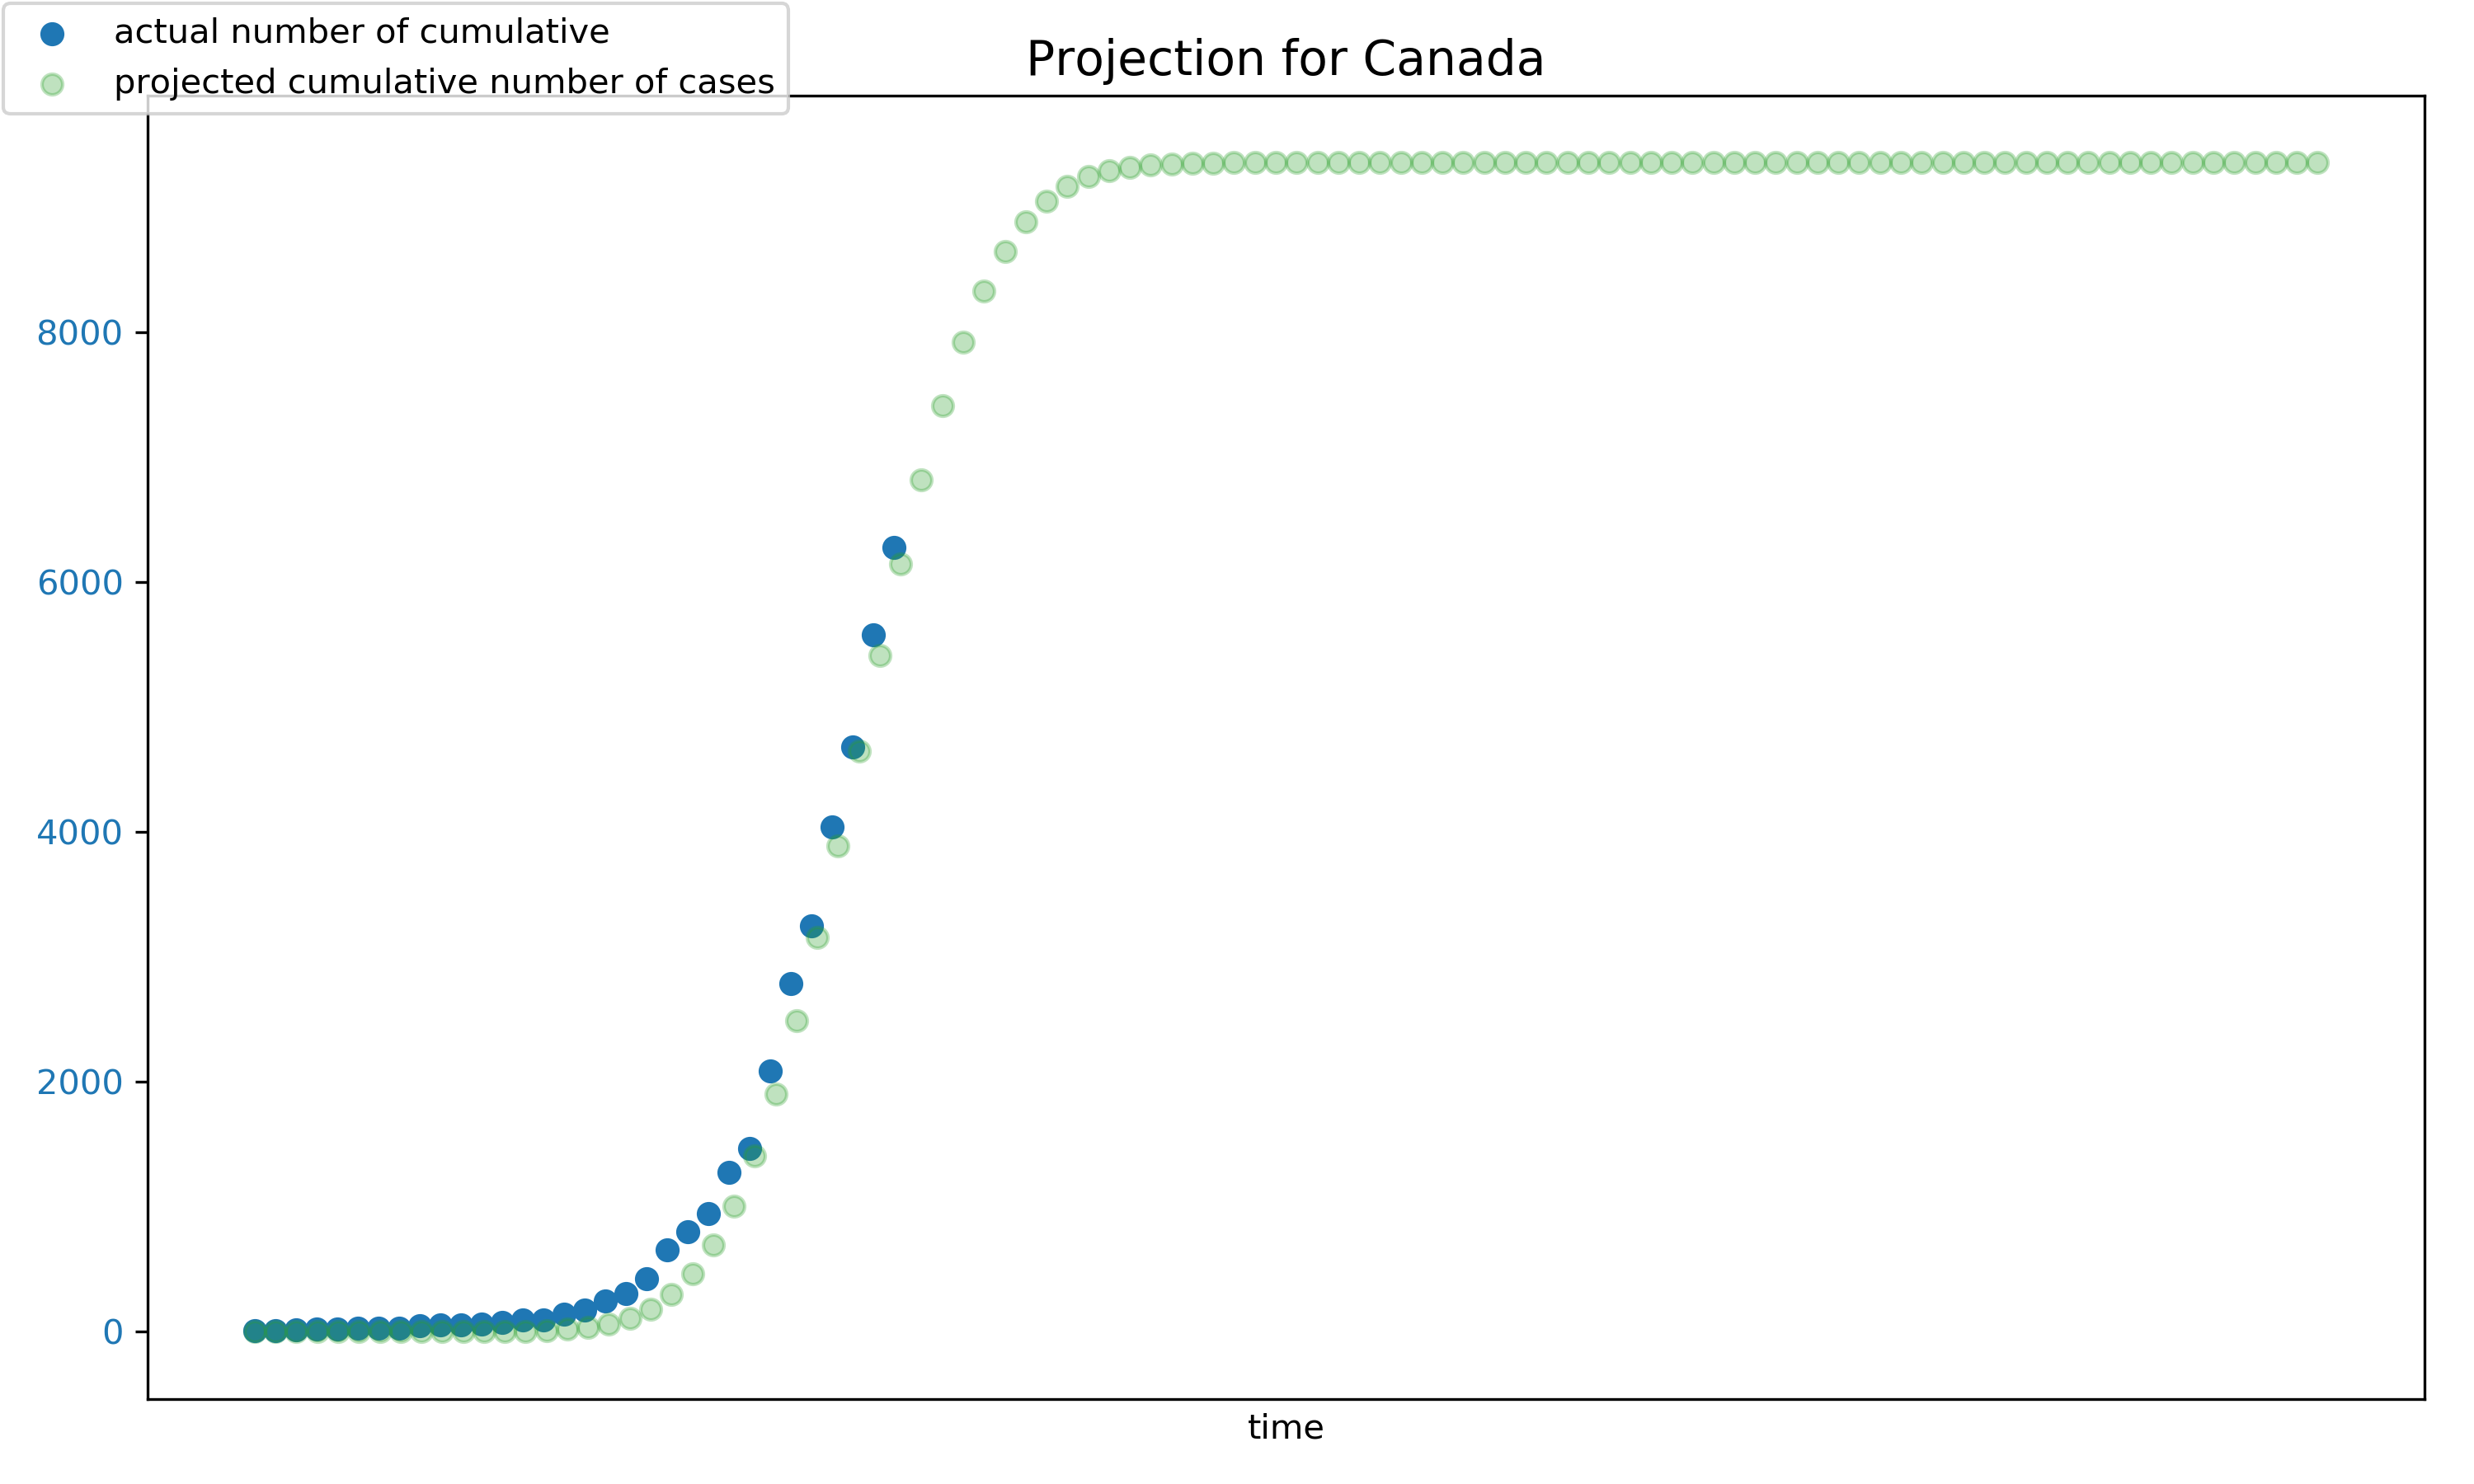 actual number of cumulative
projected cumulative number of cases
Projection for Canada
8000
6000
4000
2000
0
time